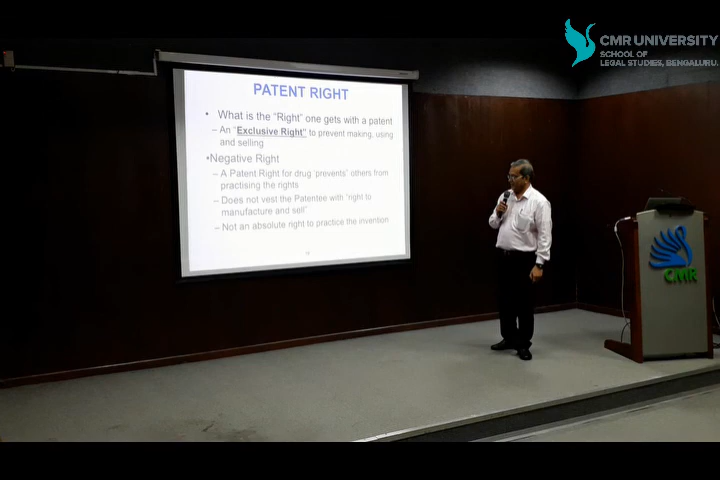 CMR UNIVERSITY
SCHOOL OF
LEGAL STUDIES, BENGALURU.
PATENT RIGHT
• What is the "Right" one gets with a patent
– An "Exclusive Right" to prevent making, using
and selling
•Negative Right
– A Patent Right for drug 'prevents' others from
practising the rights
– Does not vest the Patentee with "right to
manufacture and sell"
– Not an absolute right to practice the invention
CMR